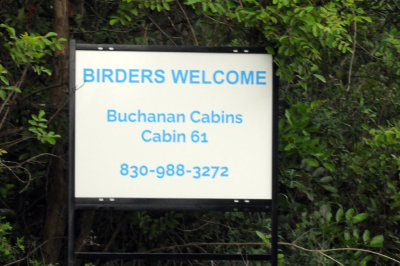 BIRDERS WELCOME
Buchanan Cabins
Cabin 61
830-988-3272